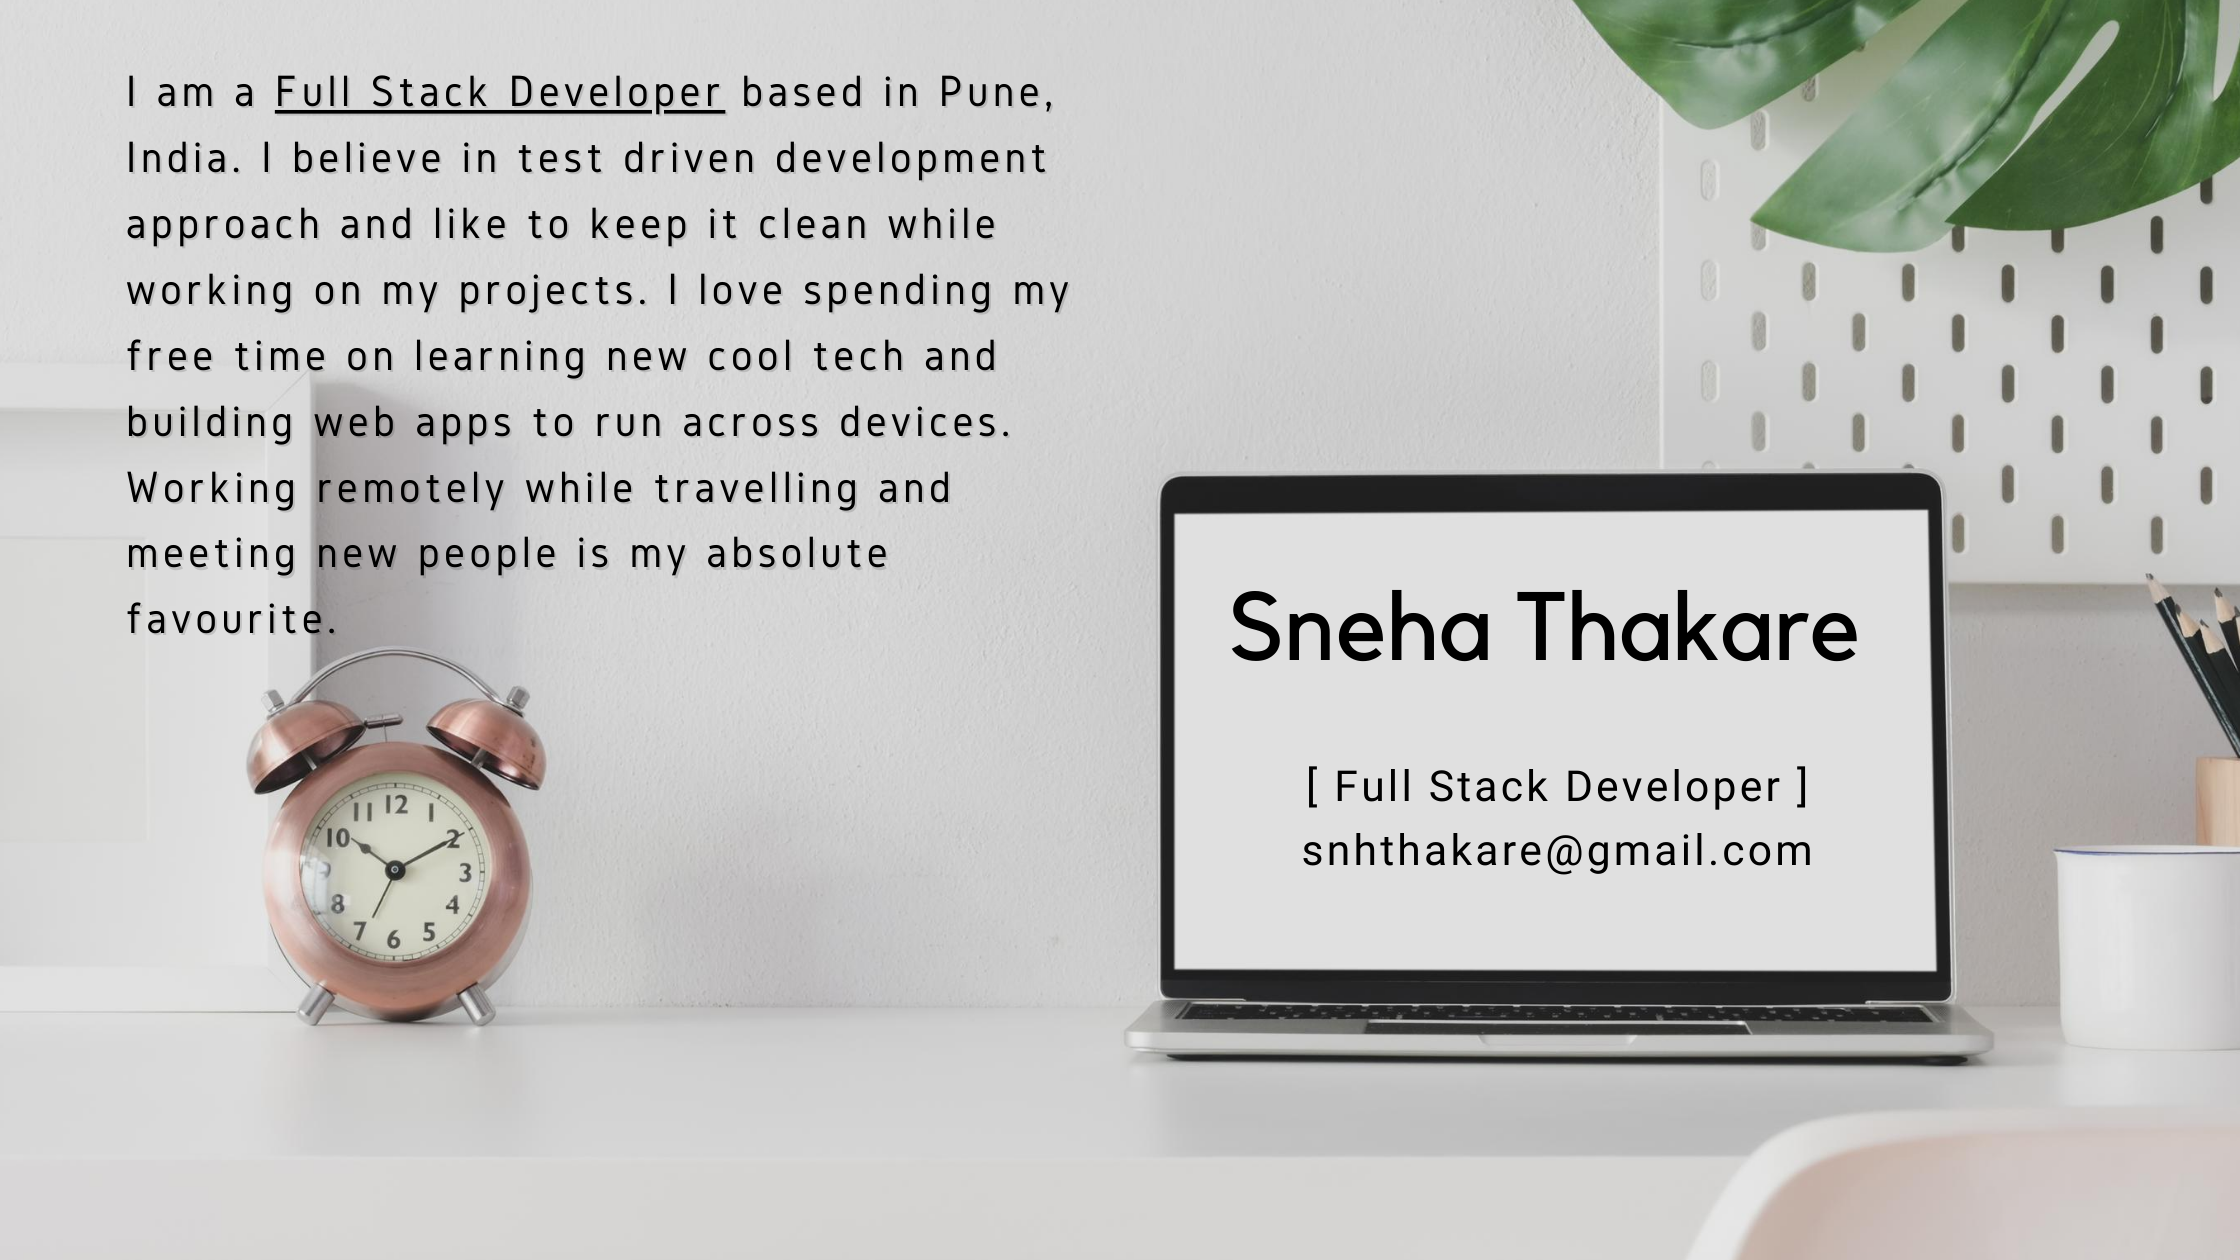 I am a Full Stack Developer based in Pune,
India. I believe in test driven development
approach and like to keep it clean while
working on my projects. I love spending my
free time on learning new cool tech and
building web apps to run across devices.
Working remotely while travelling and
meeting new people is my absolute
favourite.
Sneha Thakare
[ Full Stack Developer ]
snhthakare@gmail.com
12
11 1
10 2
3
8 4
7 5
6